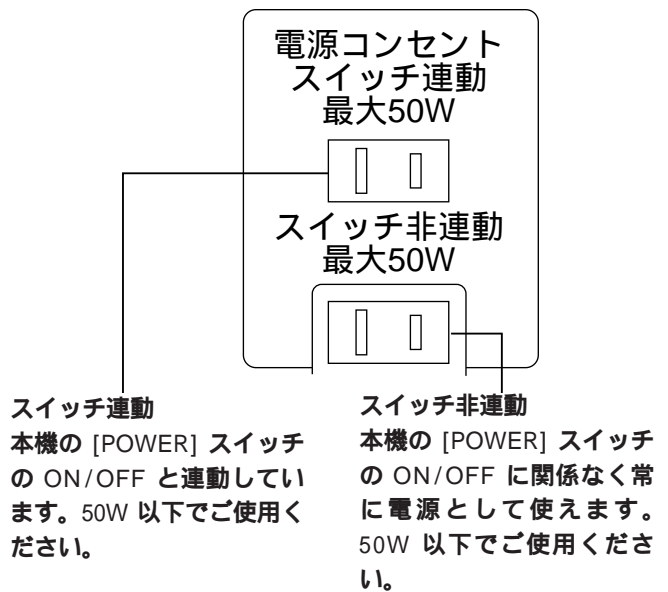 電源コンセント
スイッチ連動
最大50W
スイッチ非連動
最大50W
スイッチ連動
本機の [POWER] スイッチ
の ON/OFF と連動してい
ます。50W 以下でご使用く
ださい。
スイッチ非連動
本機の [POWER] スイッチ
の ON/OFF に関係なく常
に電源として使えます。
50W 以下でご使用くださ
い。